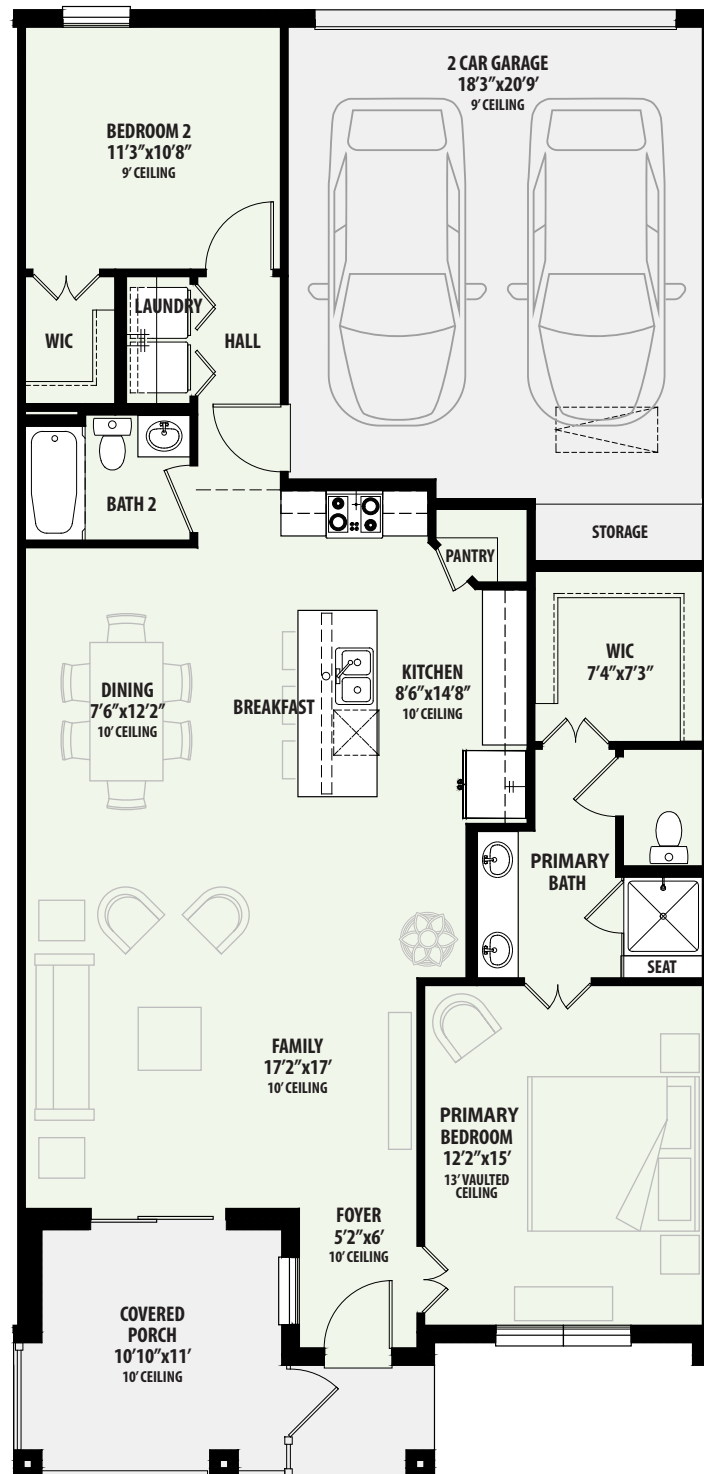 2 CAR GARAGE
18'3"x20'9'
9' CEILING
BEDROOM 2
11'3"x10'8"
9' CEILING
LAUNDRY
WIC
HALL
BATH 2
STORAGE
PANTRY
WIC
7'4"x7'3"
KITCHEN
8'6"x14'8"
10' CEILING
DINING
7'6"x12'2"
10' CEILING
BREAKFAST
PRIMARY
BATH
SEAT
FAMILY
17'2"x17'
10' CEILING
PRIMARY
BEDROOM
12'2"x15'
13' VAULTED
CEILING
FOYER
5'2"x6'
10' CEILING
COVERED
PORCH
10'10"x11'
10' CEILING